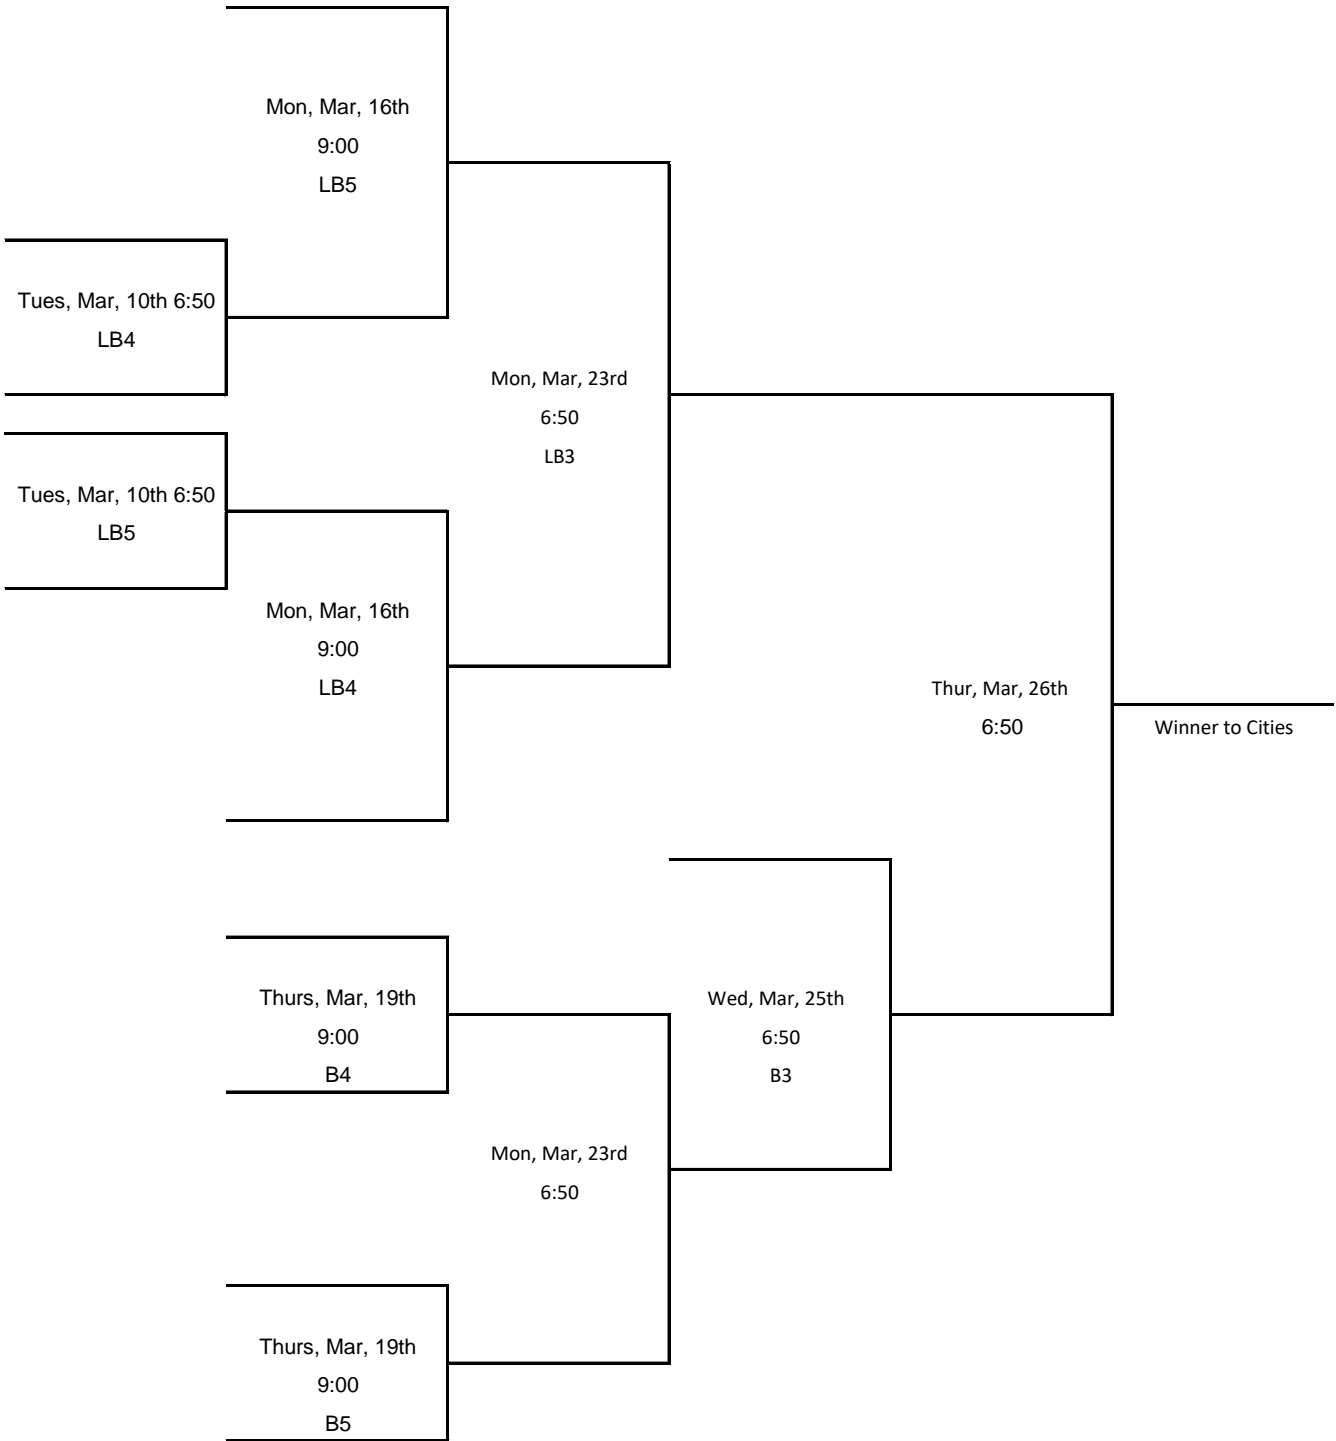 Mon, Mar, 16th
9:00
LB5
Tues, Mar, 10th 6:50
LB4
Mon, Mar, 23rd
6:50
LB3
Tues, Mar, 10th 6:50
LB5
Mon, Mar, 16th
9:00
LB4
Thur, Mar, 26th
6:50
Winner to Cities
Thurs, Mar, 19th
9:00
B4
Wed, Mar, 25th
6:50
B3
Mon, Mar, 23rd
6:50
Thurs, Mar, 19th
9:00
B5